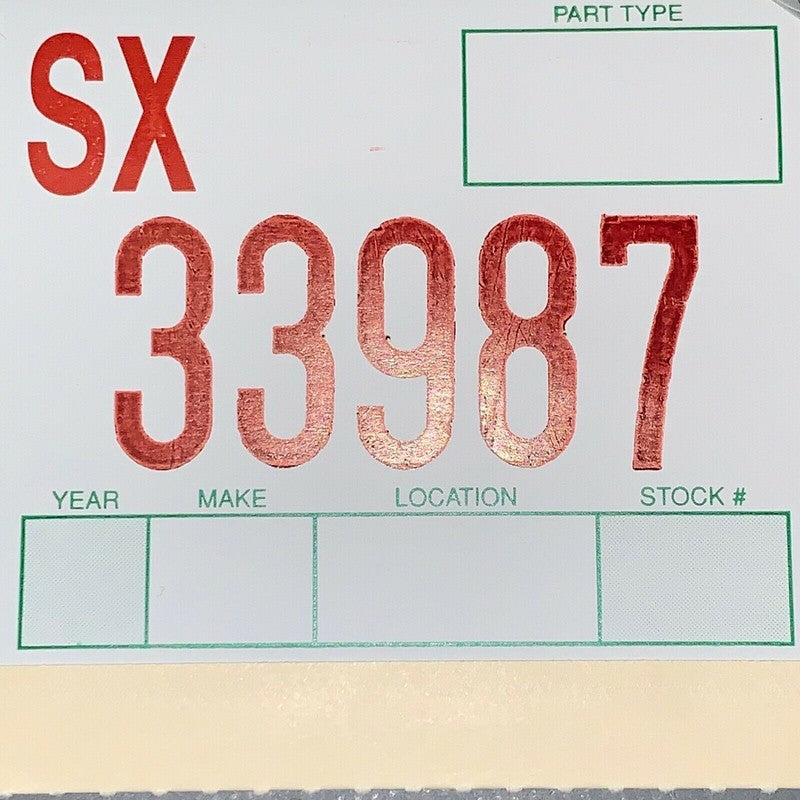 PART TYPE
SX
33987
YEAR MAKE LOCATION STOCK #